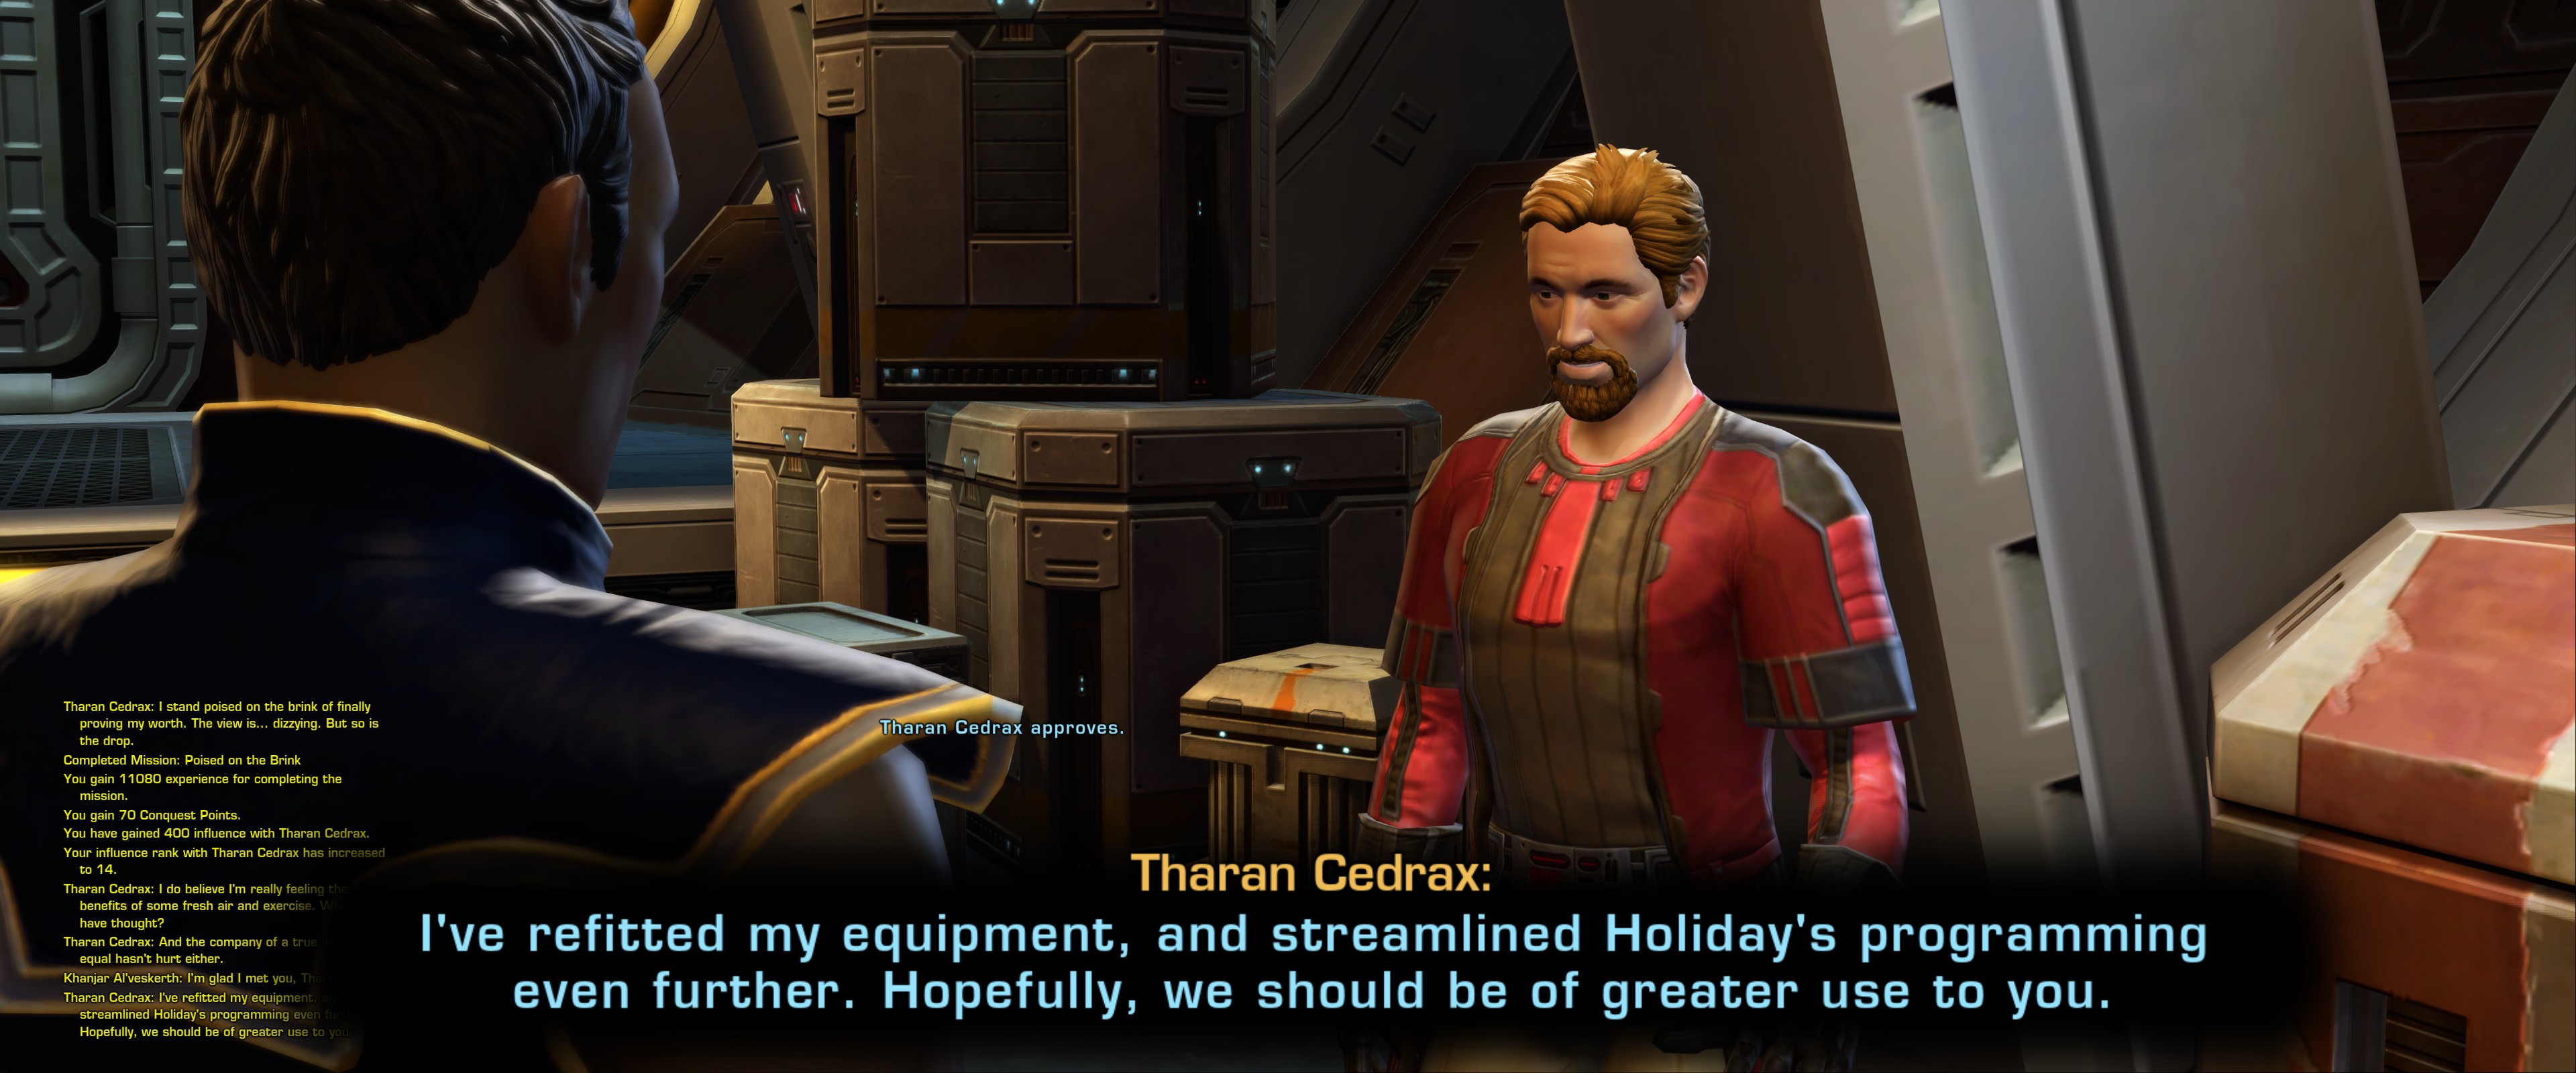 Tharan Cedrax: I stand poised on the brink of finally
proving my worth. The view is... dizzying. But so is
the drop.
Completed Mission: Poised on the Brink
You gain 11080 experience for completing the
mission.
You gain 70 Conquest Points.
You have gained 400 influence with Tharan Cedrax.
Your influence rank with Tharan Cedrax has increased
to 14.
Tharan Cedrax: I do believe I'm really feeling the
benefits of some fresh air and exercise.
have thought?
Tharan Cedrax: And the company of a true
equal hasn't hurt either.
Khanjar Al'veskerth: I'm glad I met you,
Tharan Cedrax: I've refitted my equipment,
streamlined Holiday's programming even
Hopefully, we should be of greater use to you.
Tharan Cedrax approves.
Tharan Cedrax:
I've refitted my equipment, and streamlined Holiday's programming
even further. Hopefully, we should be of greater use to you.